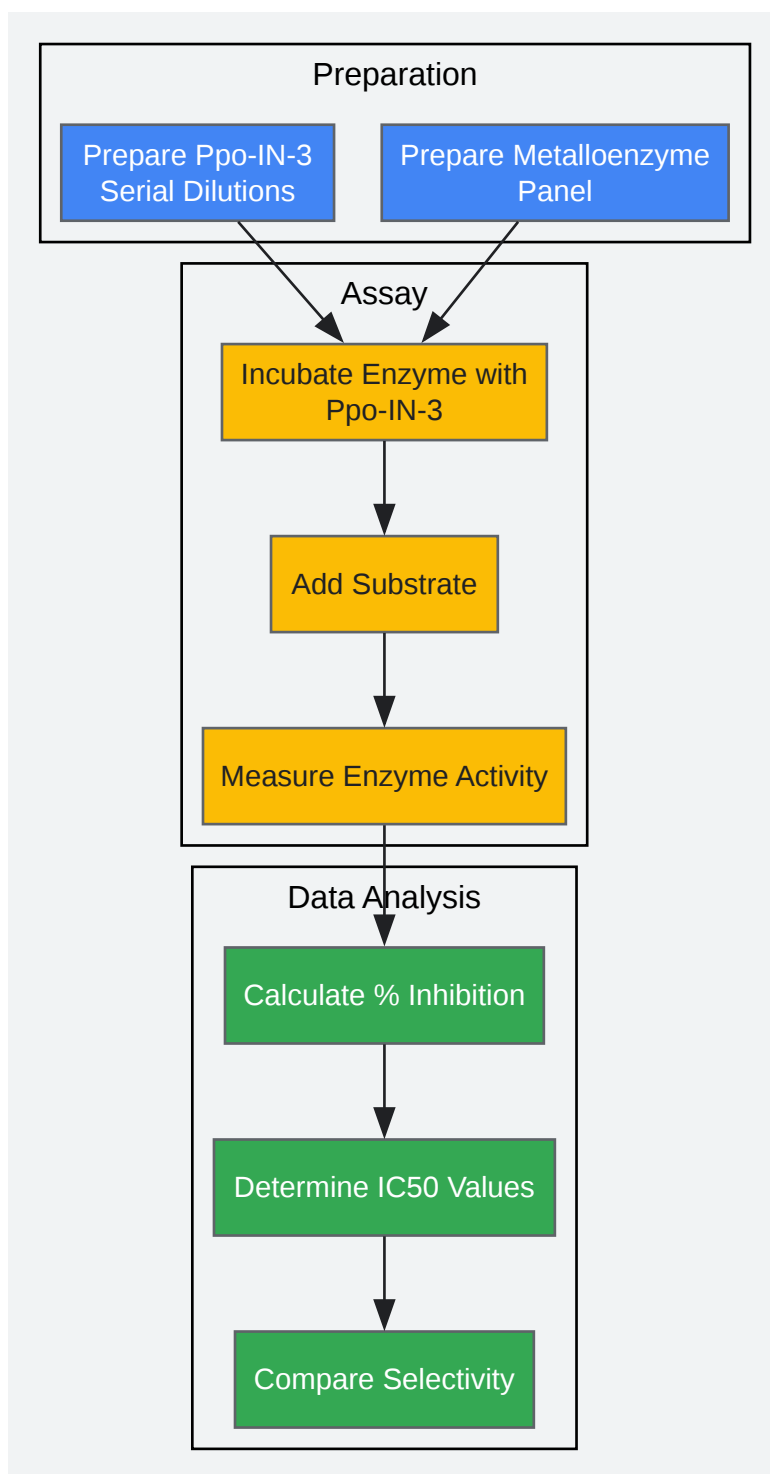 Preparation
Prepare Ppo-IN-3
Serial Dilutions
Prepare Metalloenzyme
Panel
Assay
Incubate Enzyme with
Ppo-IN-3
Add Substrate
Measure Enzyme Activity
Data Analysis
Calculate % Inhibition
Determine IC50 Values
Compare Selectivity